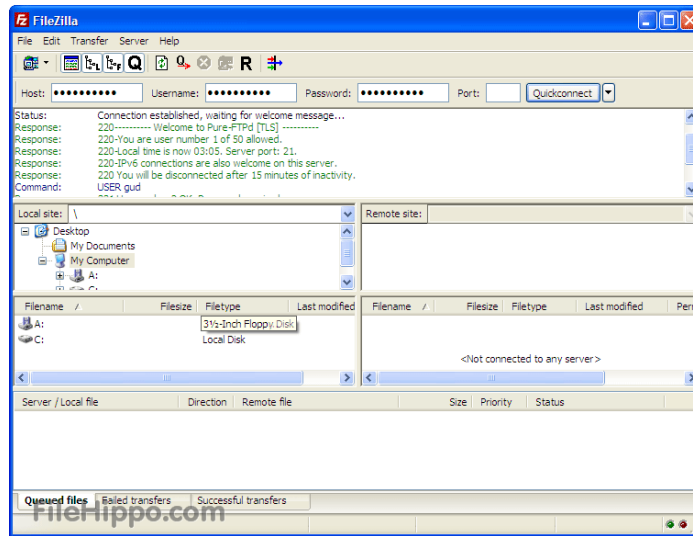 FileZilla
File Edit Transfer Server Help
Host: •••••••••• Username: •••••••••• Password: •••••••••• Port: Quickconnect
Status: Connection established, waiting for welcome message...
Response: 220---------- Welcome to Pure-FTPd [TLS] ----------
Response: 220-You are user number 1 of 50 allowed.
Response: 220-Local time is now 03:05. Server port: 21.
Response: 220-IPv6 connections are also welcome on this server.
Response: 220 You will be disconnected after 15 minutes of inactivity.
Command: USER gud
Local site: \ Remote site:
Desktop
My Documents
My Computer
A:
Filename / Filesize Filetype Last modified Filename / Filesize Filetype Last modified Per
A: 3½-Inch Floppy Disk
C: Local Disk
<Not connected to any server>
Server / Local file Direction Remote file Size Priority Status
Queued files Failed transfers Successful transfers
FileHippo.com